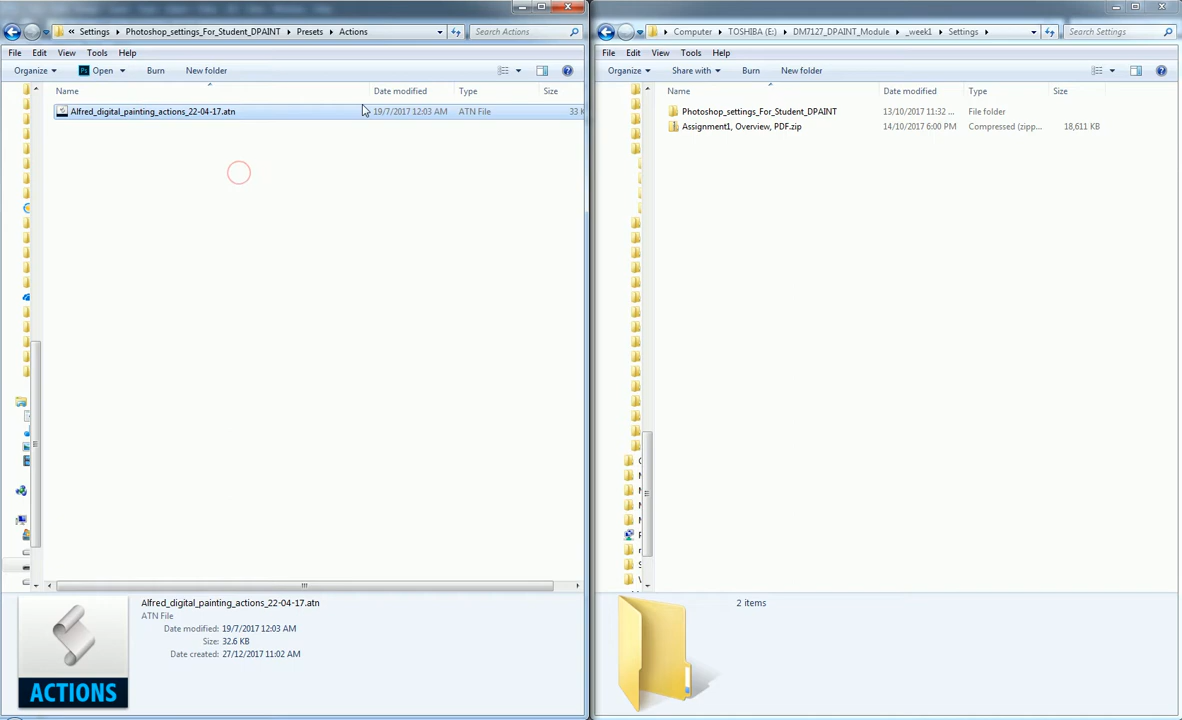 Settings ▸ Photoshop_settings_For_Student_DPAINT ▸ Presets ▸ Actions
Search Actions
File Edit View Tools Help
Organize Open Burn New folder
Name Date modified Type Size
Alfred_digital_painting_actions_22-04-17.atn 19/7/2017 12:03 AM ATN File 33 K
Alfred_digital_painting_actions_22-04-17.atn
ATN File
Date modified: 19/7/2017 12:03 AM
Size: 32.6 KB
Date created: 27/12/2017 11:02 AM
ACTIONS
Computer ▸ TOSHIBA (E:) ▸ DM7127_DPAINT_Module ▸ _week1 ▸ Settings ▸
Search Settings
File Edit View Tools Help
Organize Share with Burn New folder
Name Date modified Type Size
Photoshop_settings_For_Student_DPAINT 13/10/2017 11:32 ... File folder
Assignment1, Overview, PDF.zip 14/10/2017 6:00 PM Compressed (zipp... 18,611 KB
2 items